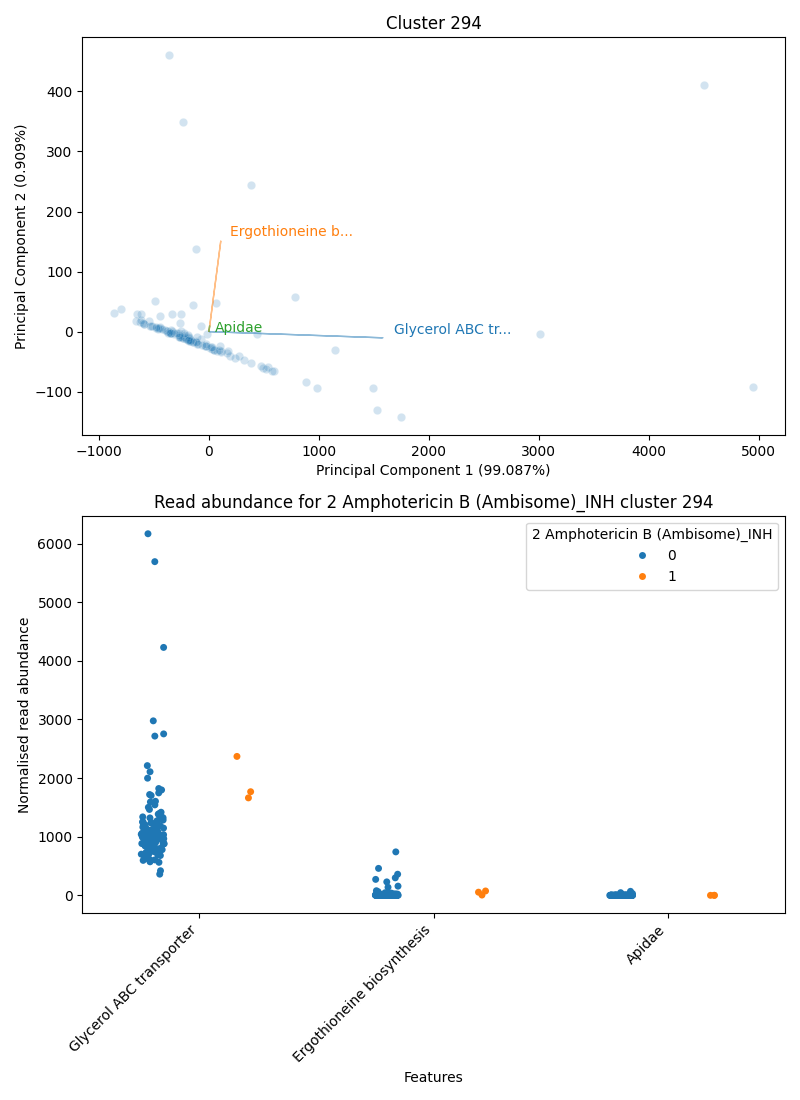 Cluster 294
400
300
200
100
0
−100
Principal Component 2 (0.909%)
Ergothioneine b...
Apidae
Glycerol ABC tr...
−1000 0 1000 2000 3000 4000 5000
Principal Component 1 (99.087%)
Read abundance for 2 Amphotericin B (Ambisome)_INH cluster 294
2 Amphotericin B (Ambisome)_INH
0
1
6000
5000
4000
3000
2000
1000
0
Normalised read abundance
Glycerol ABC transporter
Ergothioneine biosynthesis
Apidae
Features